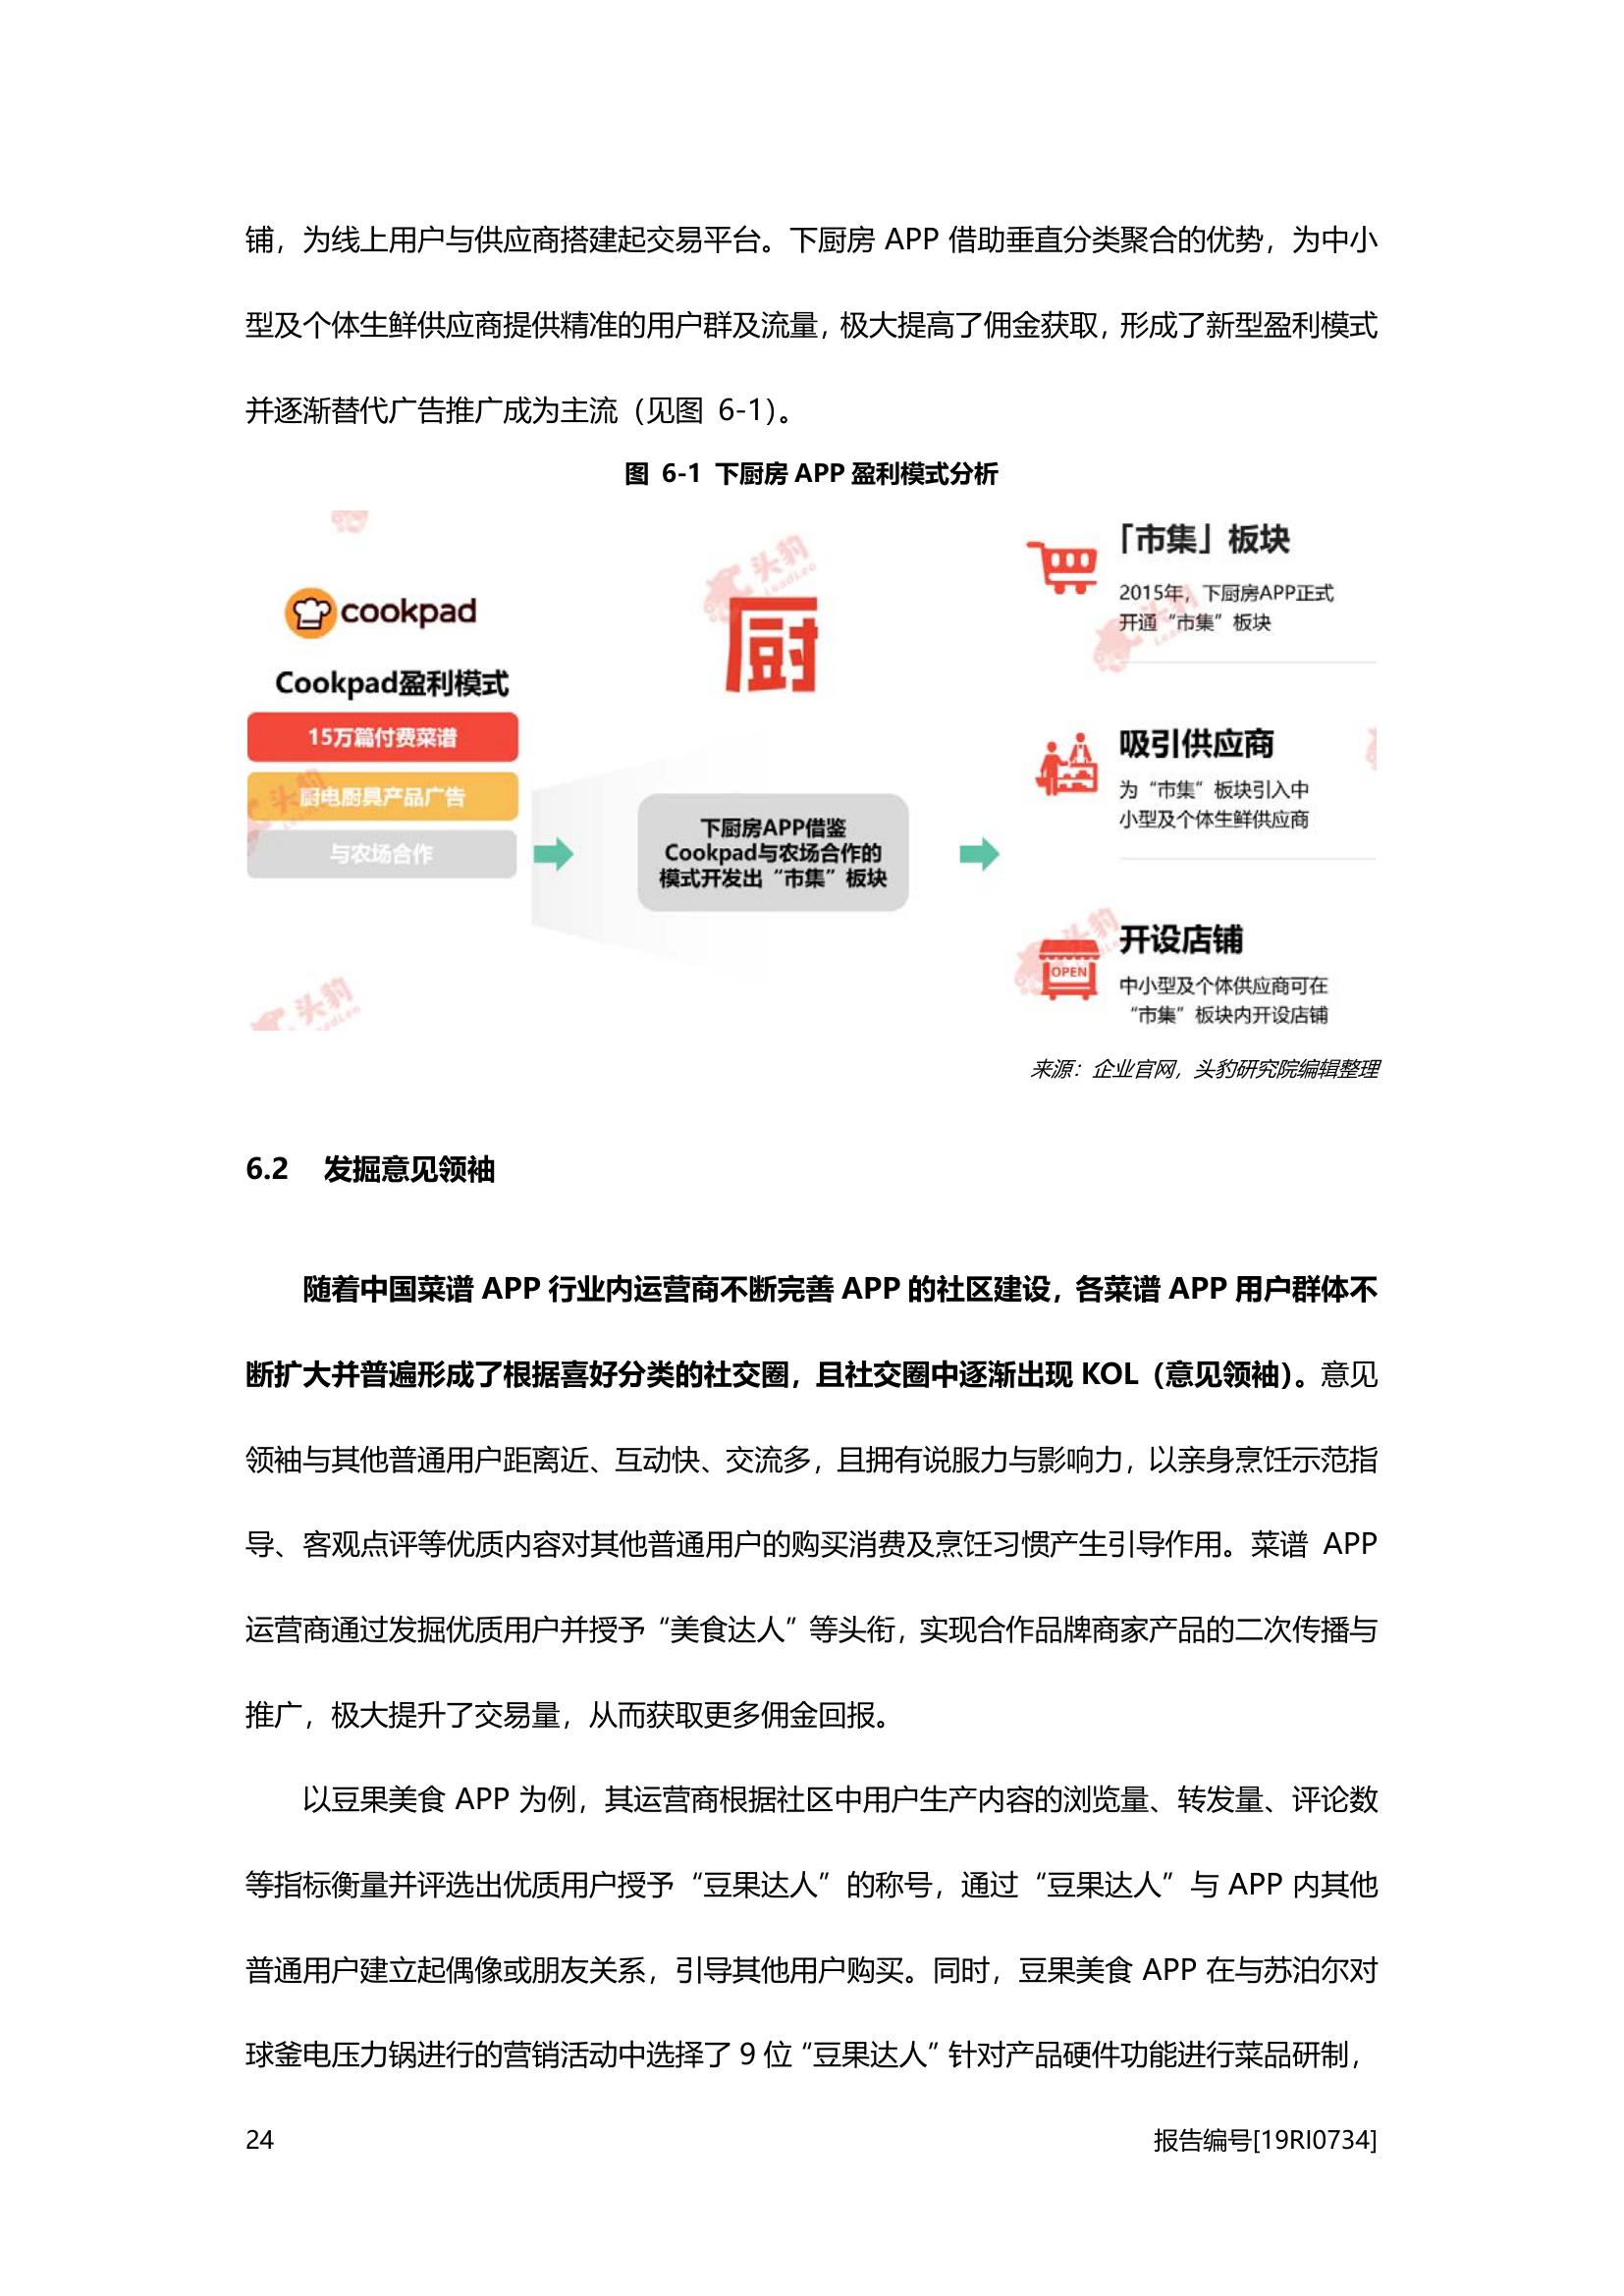 铺，为线上用户与供应商搭建起交易平台。下厨房 APP 借助垂直分类聚合的优势，为中小
型及个体生鲜供应商提供精准的用户群及流量，极大提高了佣金获取，形成了新型盈利模式
并逐渐替代广告推广成为主流（见图 6-1）。
图 6-1 下厨房 APP 盈利模式分析
cookpad
Cookpad盈利模式
15万篇付费菜谱
厨电厨具产品广告
与农场合作
头豹
LeadLeo
厨
下厨房APP借鉴
Cookpad与农场合作的
模式开发出“市集”板块
「市集」板块
2015年，下厨房APP正式
开通“市集”板块
吸引供应商
为“市集”板块引入中
小型及个体生鲜供应商
OPEN
开设店铺
中小型及个体供应商可在
“市集”板块内开设店铺
来源：企业官网，头豹研究院编辑整理
6.2 发掘意见领袖
随着中国菜谱 APP 行业内运营商不断完善 APP 的社区建设，各菜谱 APP 用户群体不
断扩大并普遍形成了根据喜好分类的社交圈，且社交圈中逐渐出现 KOL（意见领袖）。意见
领袖与其他普通用户距离近、互动快、交流多，且拥有说服力与影响力，以亲身烹饪示范指
导、客观点评等优质内容对其他普通用户的购买消费及烹饪习惯产生引导作用。菜谱 APP
运营商通过发掘优质用户并授予“美食达人”等头衔，实现合作品牌商家产品的二次传播与
推广，极大提升了交易量，从而获取更多佣金回报。
以豆果美食 APP 为例，其运营商根据社区中用户生产内容的浏览量、转发量、评论数
等指标衡量并评选出优质用户授予“豆果达人”的称号，通过“豆果达人”与 APP 内其他
普通用户建立起偶像或朋友关系，引导其他用户购买。同时，豆果美食 APP 在与苏泊尔对
球釜电压力锅进行的营销活动中选择了 9 位“豆果达人”针对产品硬件功能进行菜品研制，
24 报告编号[19RI0734]